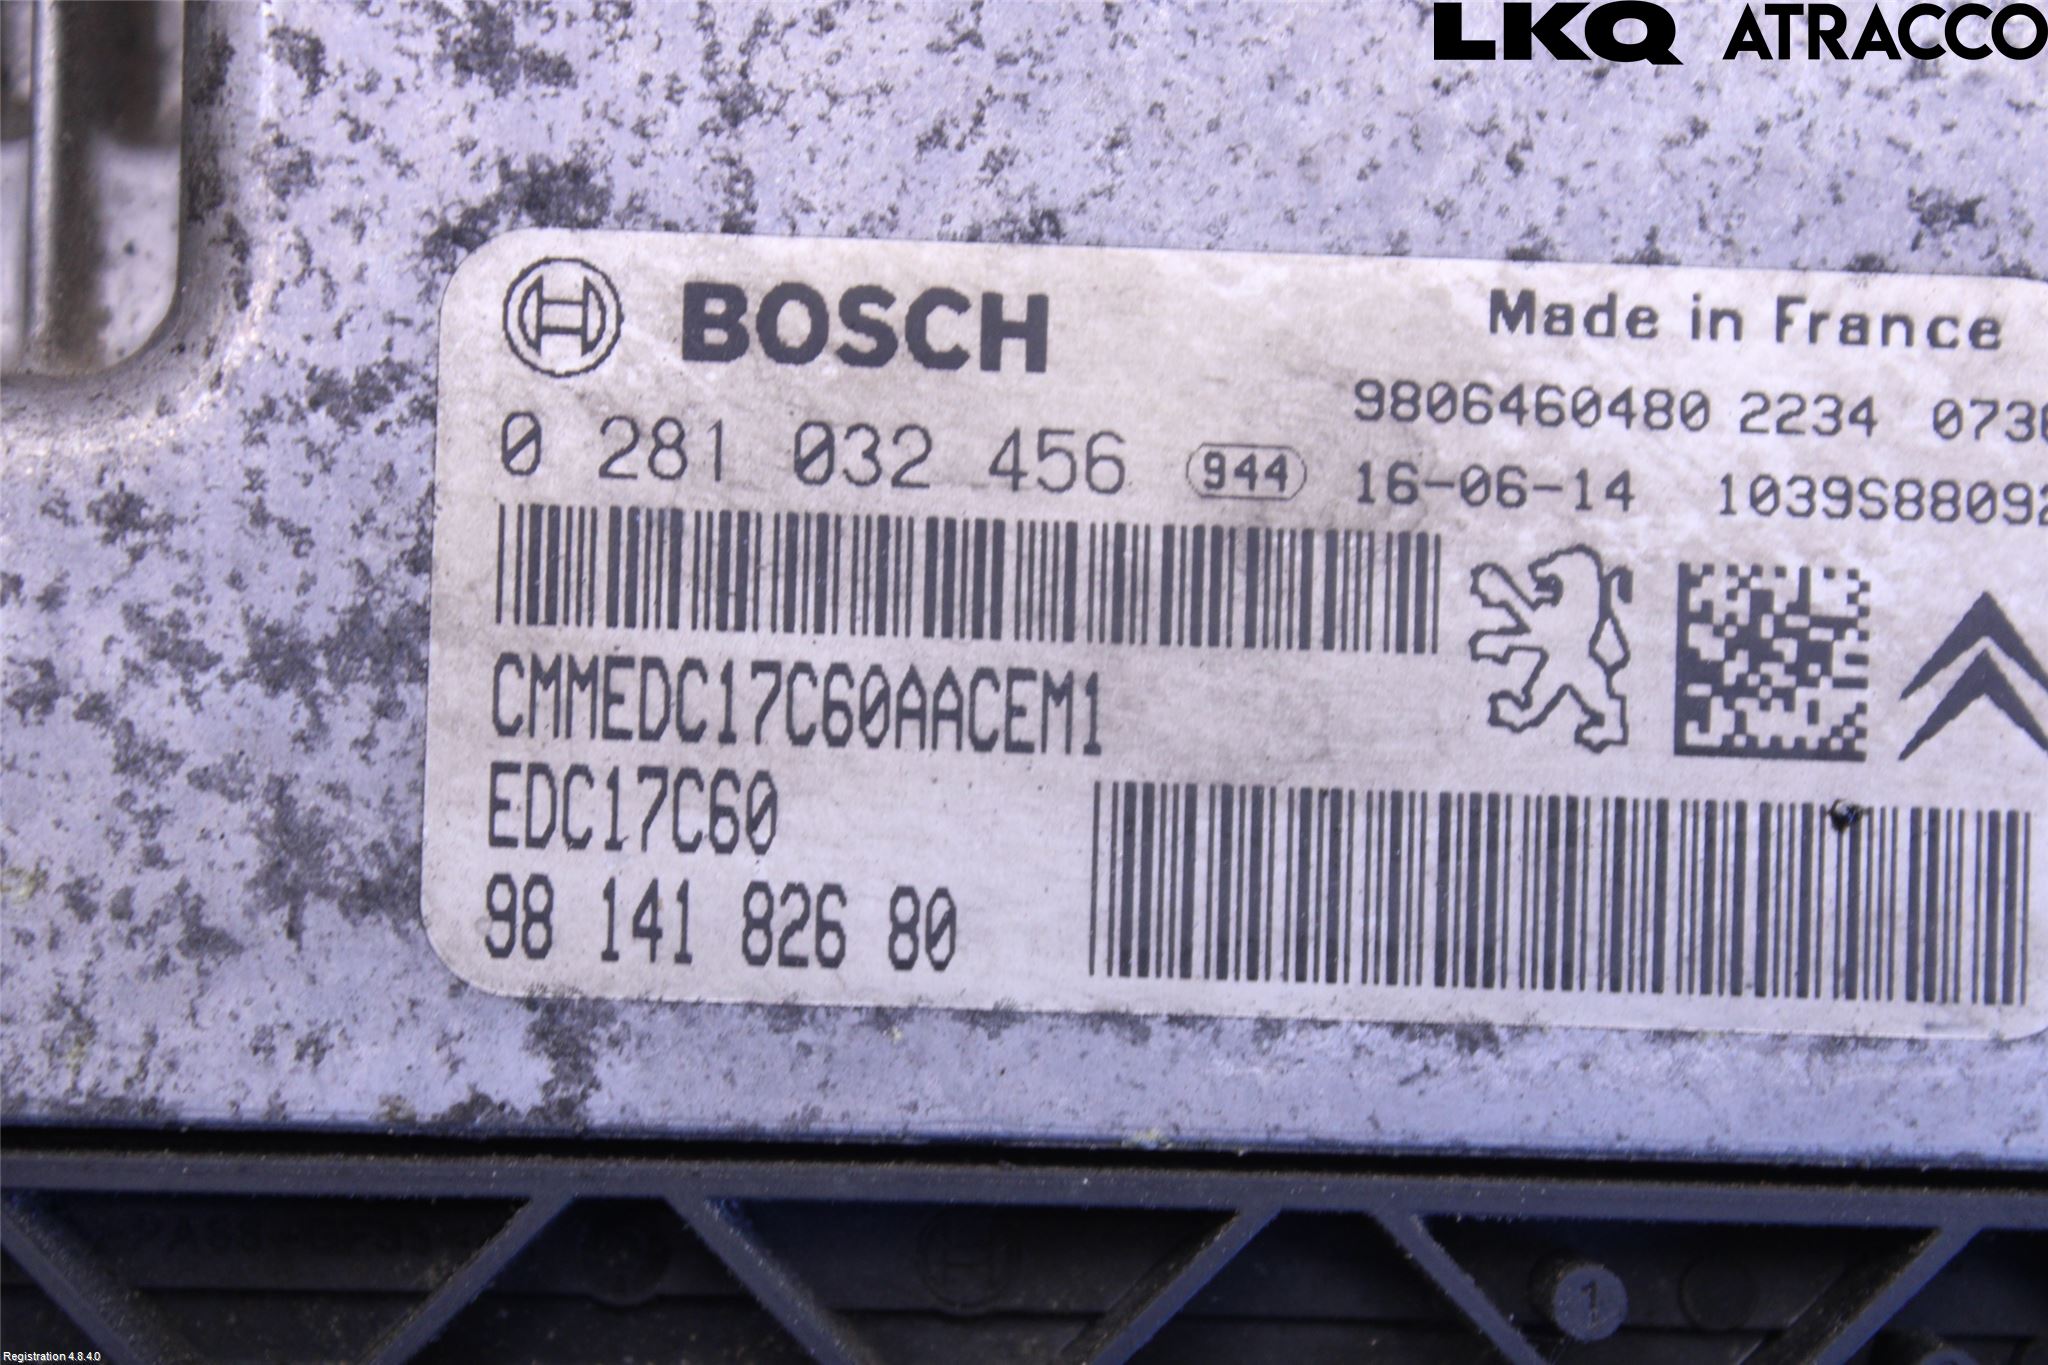 LKQ ATRACCO
BOSCH
Made in France
9806460480 2234
0 281 032 456 944 16-06-14
CMMEDC17C60AACEM1
EDC17C60
98 141 826 80
1
Registration 4.8.4.0